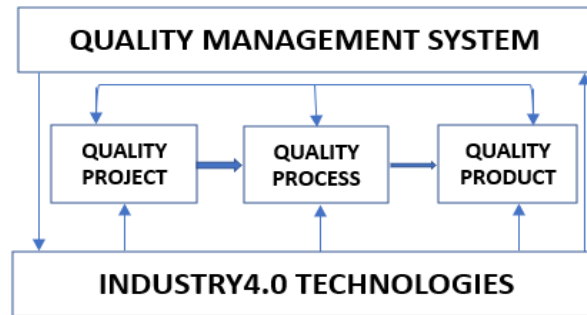 QUALITY MANAGEMENT SYSTEM
QUALITY
PROJECT
QUALITY
PROCESS
QUALITY
PRODUCT
INDUSTRY4.0 TECHNOLOGIES